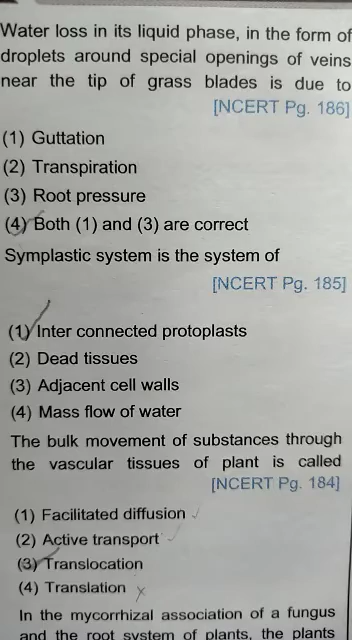 Water loss in its liquid phase, in the form of
droplets around special openings of veins
near the tip of grass blades is due to
[NCERT Pg. 186]
(1) Guttation
(2) Transpiration
(3) Root pressure
(4) Both (1) and (3) are correct
Symplastic system is the system of
[NCERT Pg. 185]
(1) Inter connected protoplasts
(2) Dead tissues
(3) Adjacent cell walls
(4) Mass flow of water
The bulk movement of substances through
the vascular tissues of plant is called
[NCERT Pg. 184]
(1) Facilitated diffusion
(2) Active transport
(3) Translocation
(4) Translation
In the mycorrhizal association of a fungus
and the root system of plants, the plants